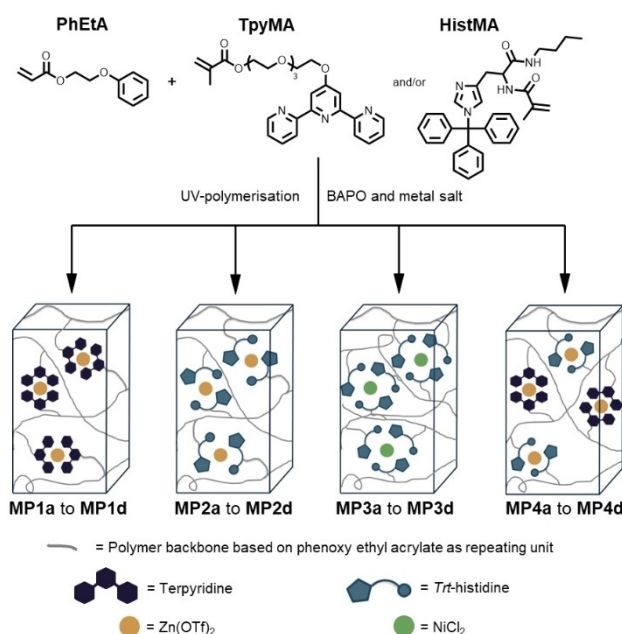 PhEtA
TpyMA
HistMA
O
O
O
+
O
O
O
3
O
N
N
N
and/or
O
N
H
N
N
HN
O
UV-polymerisation
BAPO and metal salt
MP1a to MP1d
MP2a to MP2d
MP3a to MP3d
MP4a to MP4d
= Polymer backbone based on phenoxy ethyl acrylate as repeating unit
= Terpyridine
= Trt-histidine
= Zn(OTf)2
= NiCl2